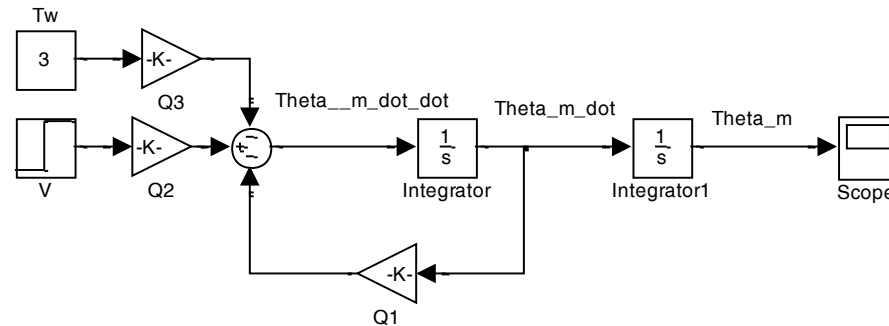 Tw
3
-K-
Q3
Theta__m_dot_dot
Theta_m_dot
Theta_m
V
-K-
Q2
+
−
−
1
s
Integrator
1
s
Integrator1
Scope
-K-
Q1